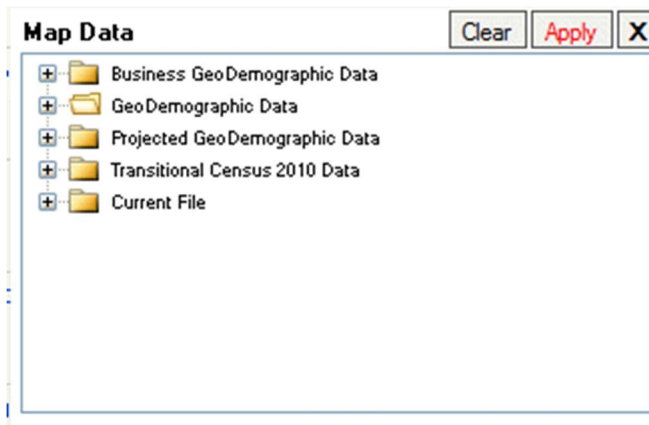 Map Data Clear Apply X
Business GeoDemographic Data
GeoDemographic Data
Projected GeoDemographic Data
Transitional Census 2010 Data
Current File